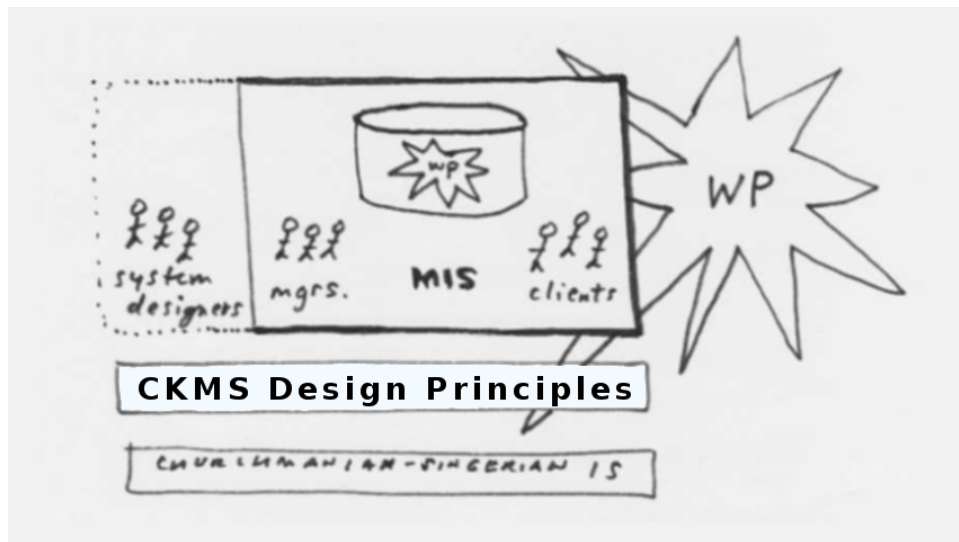 WP
WP
system
designers
mgrs.
MIS
clients
CKMS Design Principles
CHURCHMANIAN-SINGERIAN IS